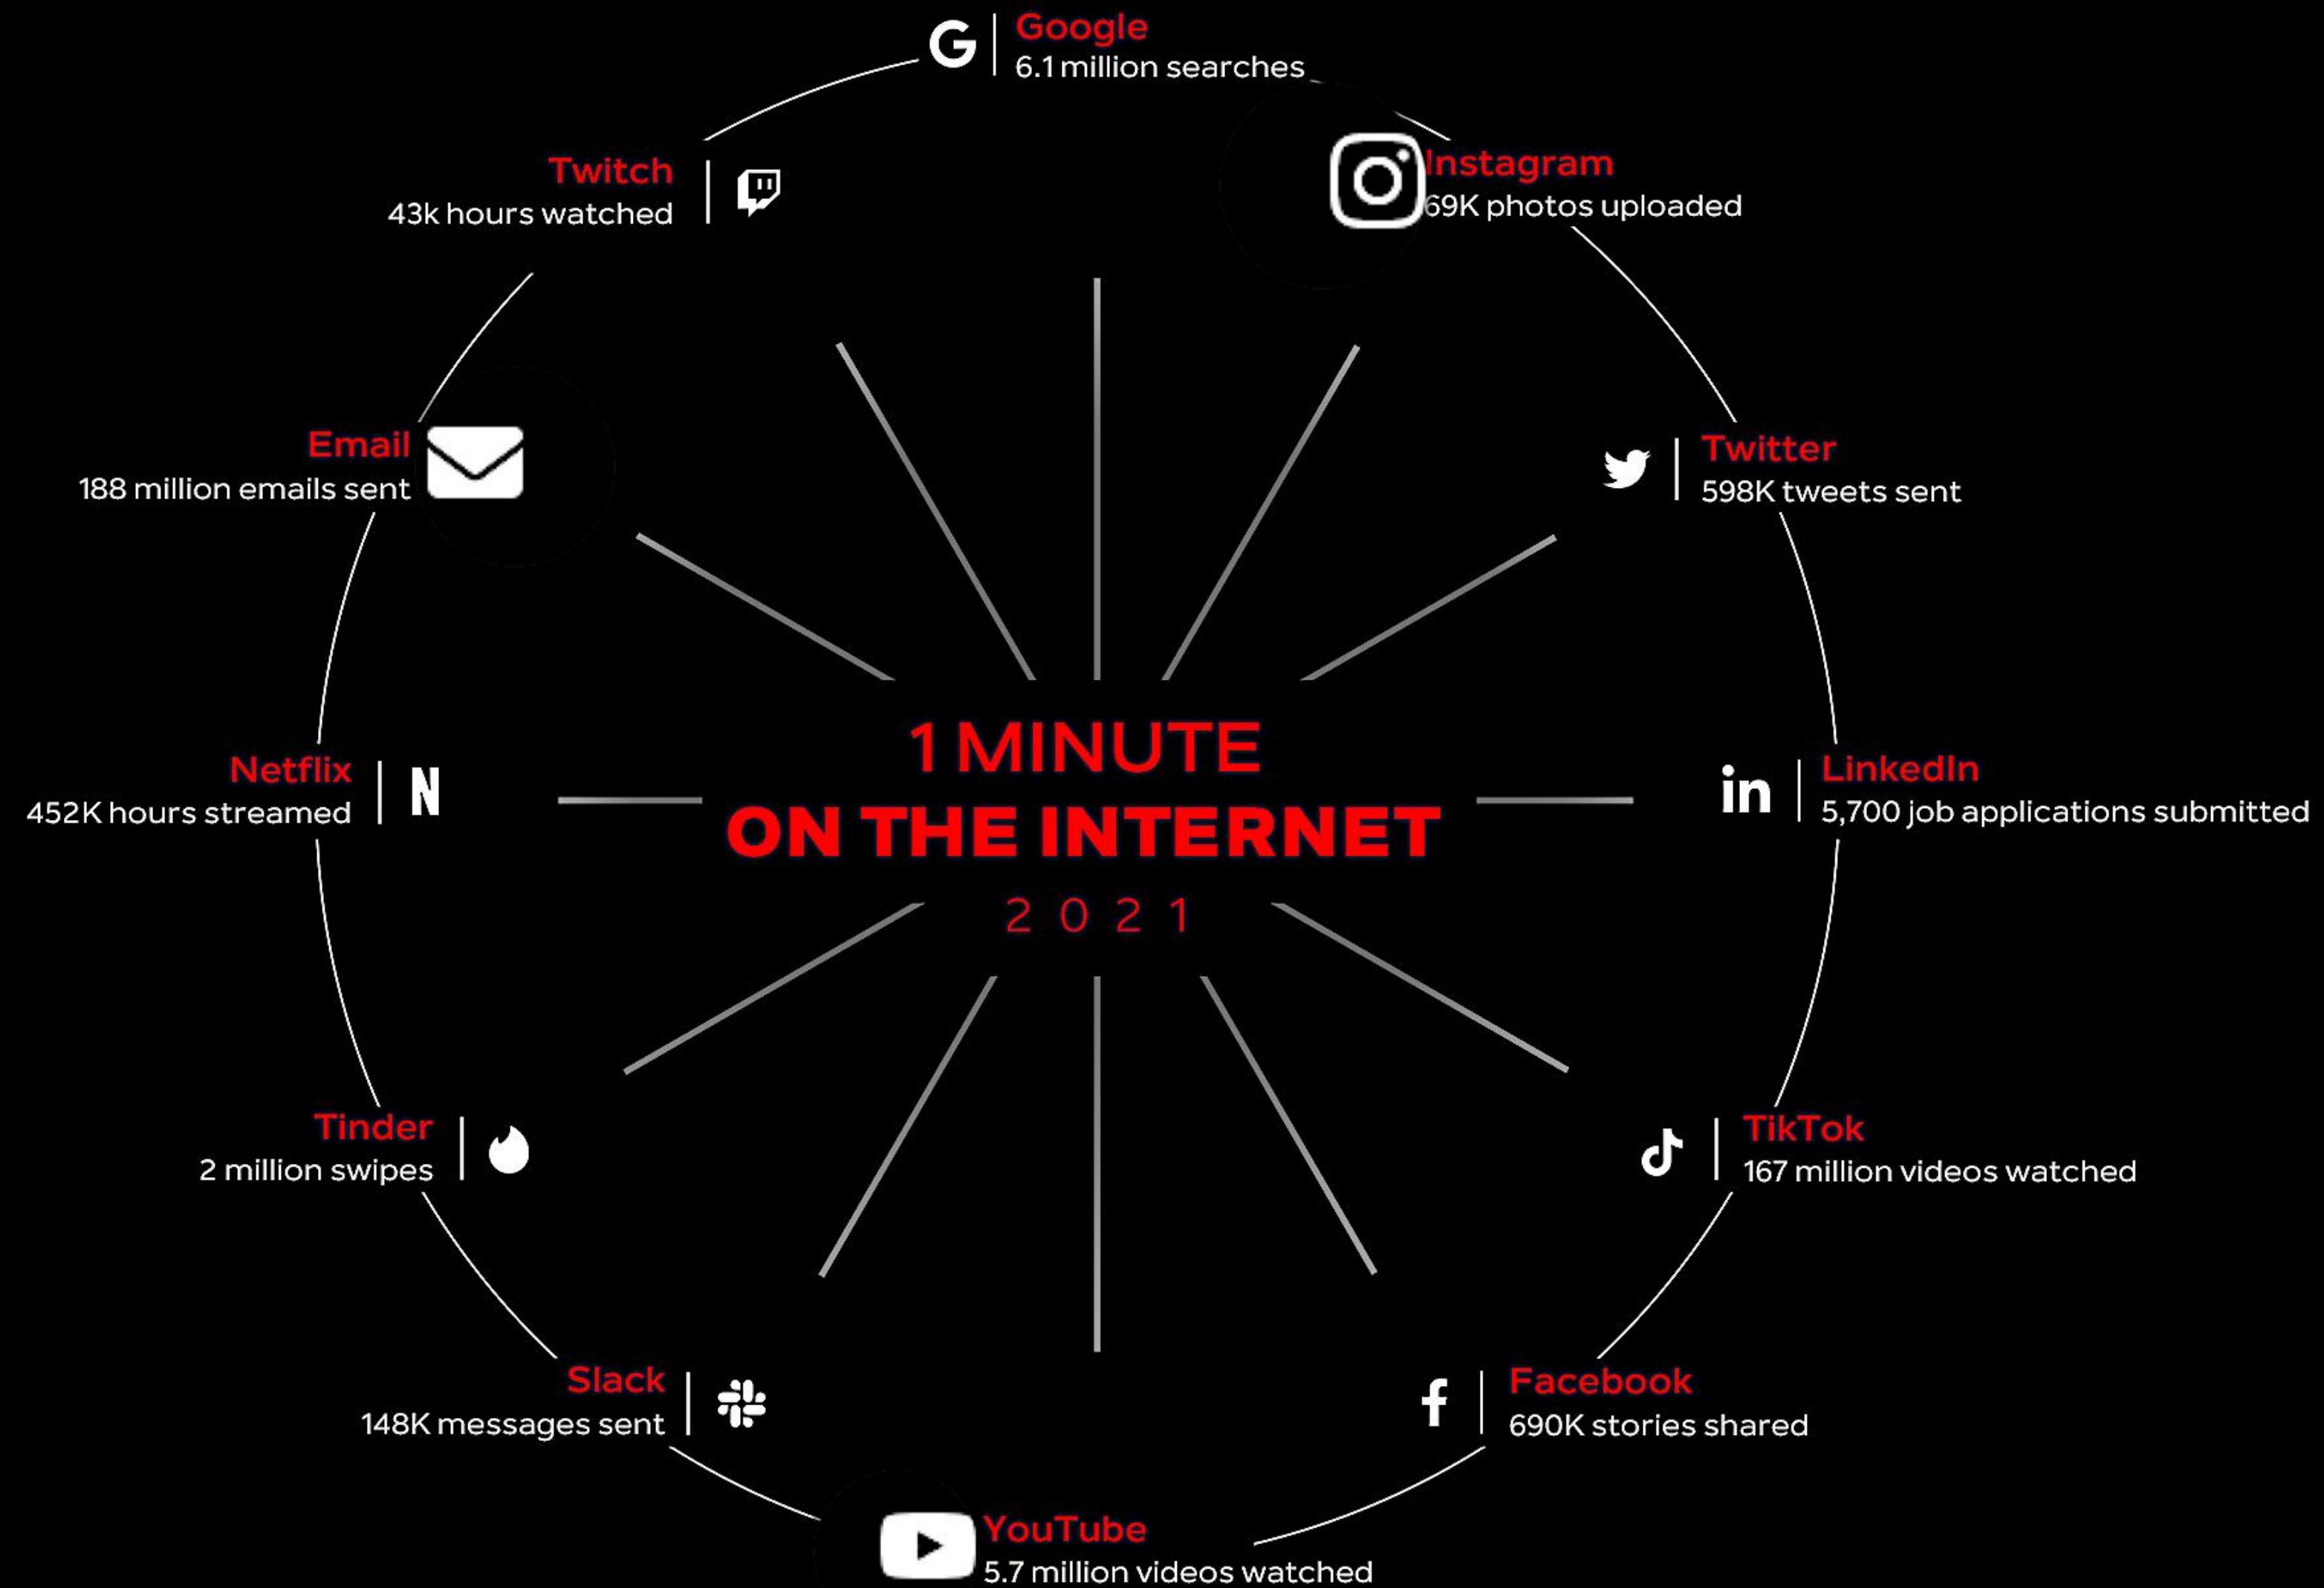 Google
6.1 million searches
Instagram
69K photos uploaded
Twitter
598K tweets sent
LinkedIn
5,700 job applications submitted
TikTok
167 million videos watched
Facebook
690K stories shared
YouTube
5.7 million videos watched
Slack
148K messages sent
Tinder
2 million swipes
Netflix
452K hours streamed
Email
188 million emails sent
Twitch
43k hours watched
1 MINUTE
ON THE INTERNET
2021